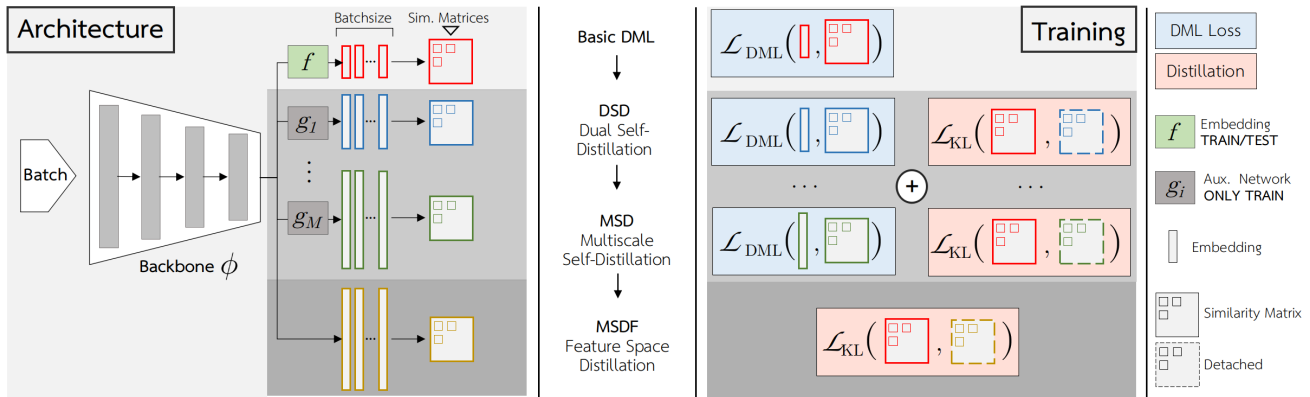 Architecture
Batchsize
Sim. Matrices
f
g1
⋮
gM
Batch
Backbone ϕ
Basic DML
DSD
Dual Self-
Distillation
MSD
Multiscale
Self-Distillation
MSDF
Feature Space
Distillation
Training
ℒDML( , )
ℒDML( , )
ℒKL( , )
...
+
...
ℒDML( , )
ℒKL( , )
ℒKL( , )
DML Loss
Distillation
f
Embedding
TRAIN/TEST
gi
Aux. Network
ONLY TRAIN
Embedding
Similarity Matrix
Detached